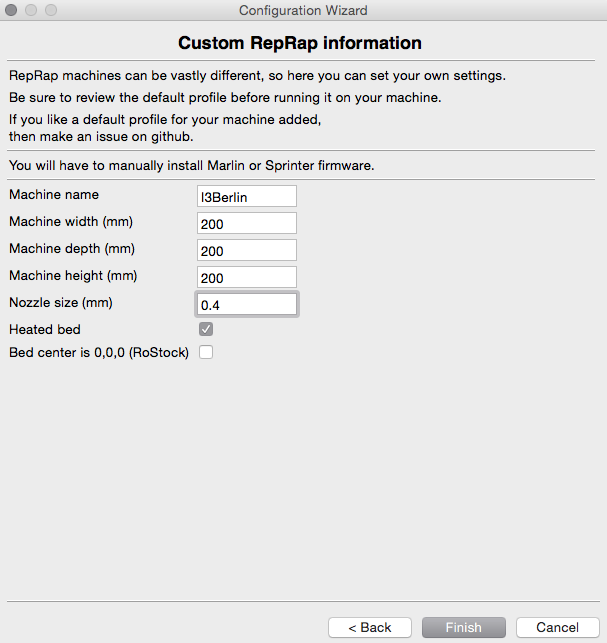 Configuration Wizard
Custom RepRap information
RepRap machines can be vastly different, so here you can set your own settings.
Be sure to review the default profile before running it on your machine.
If you like a default profile for your machine added,
then make an issue on github.
You will have to manually install Marlin or Sprinter firmware.
Machine name I3Berlin
Machine width (mm) 200
Machine depth (mm) 200
Machine height (mm) 200
Nozzle size (mm) 0.4
Heated bed
Bed center is 0,0,0 (RoStock)
< Back Finish Cancel